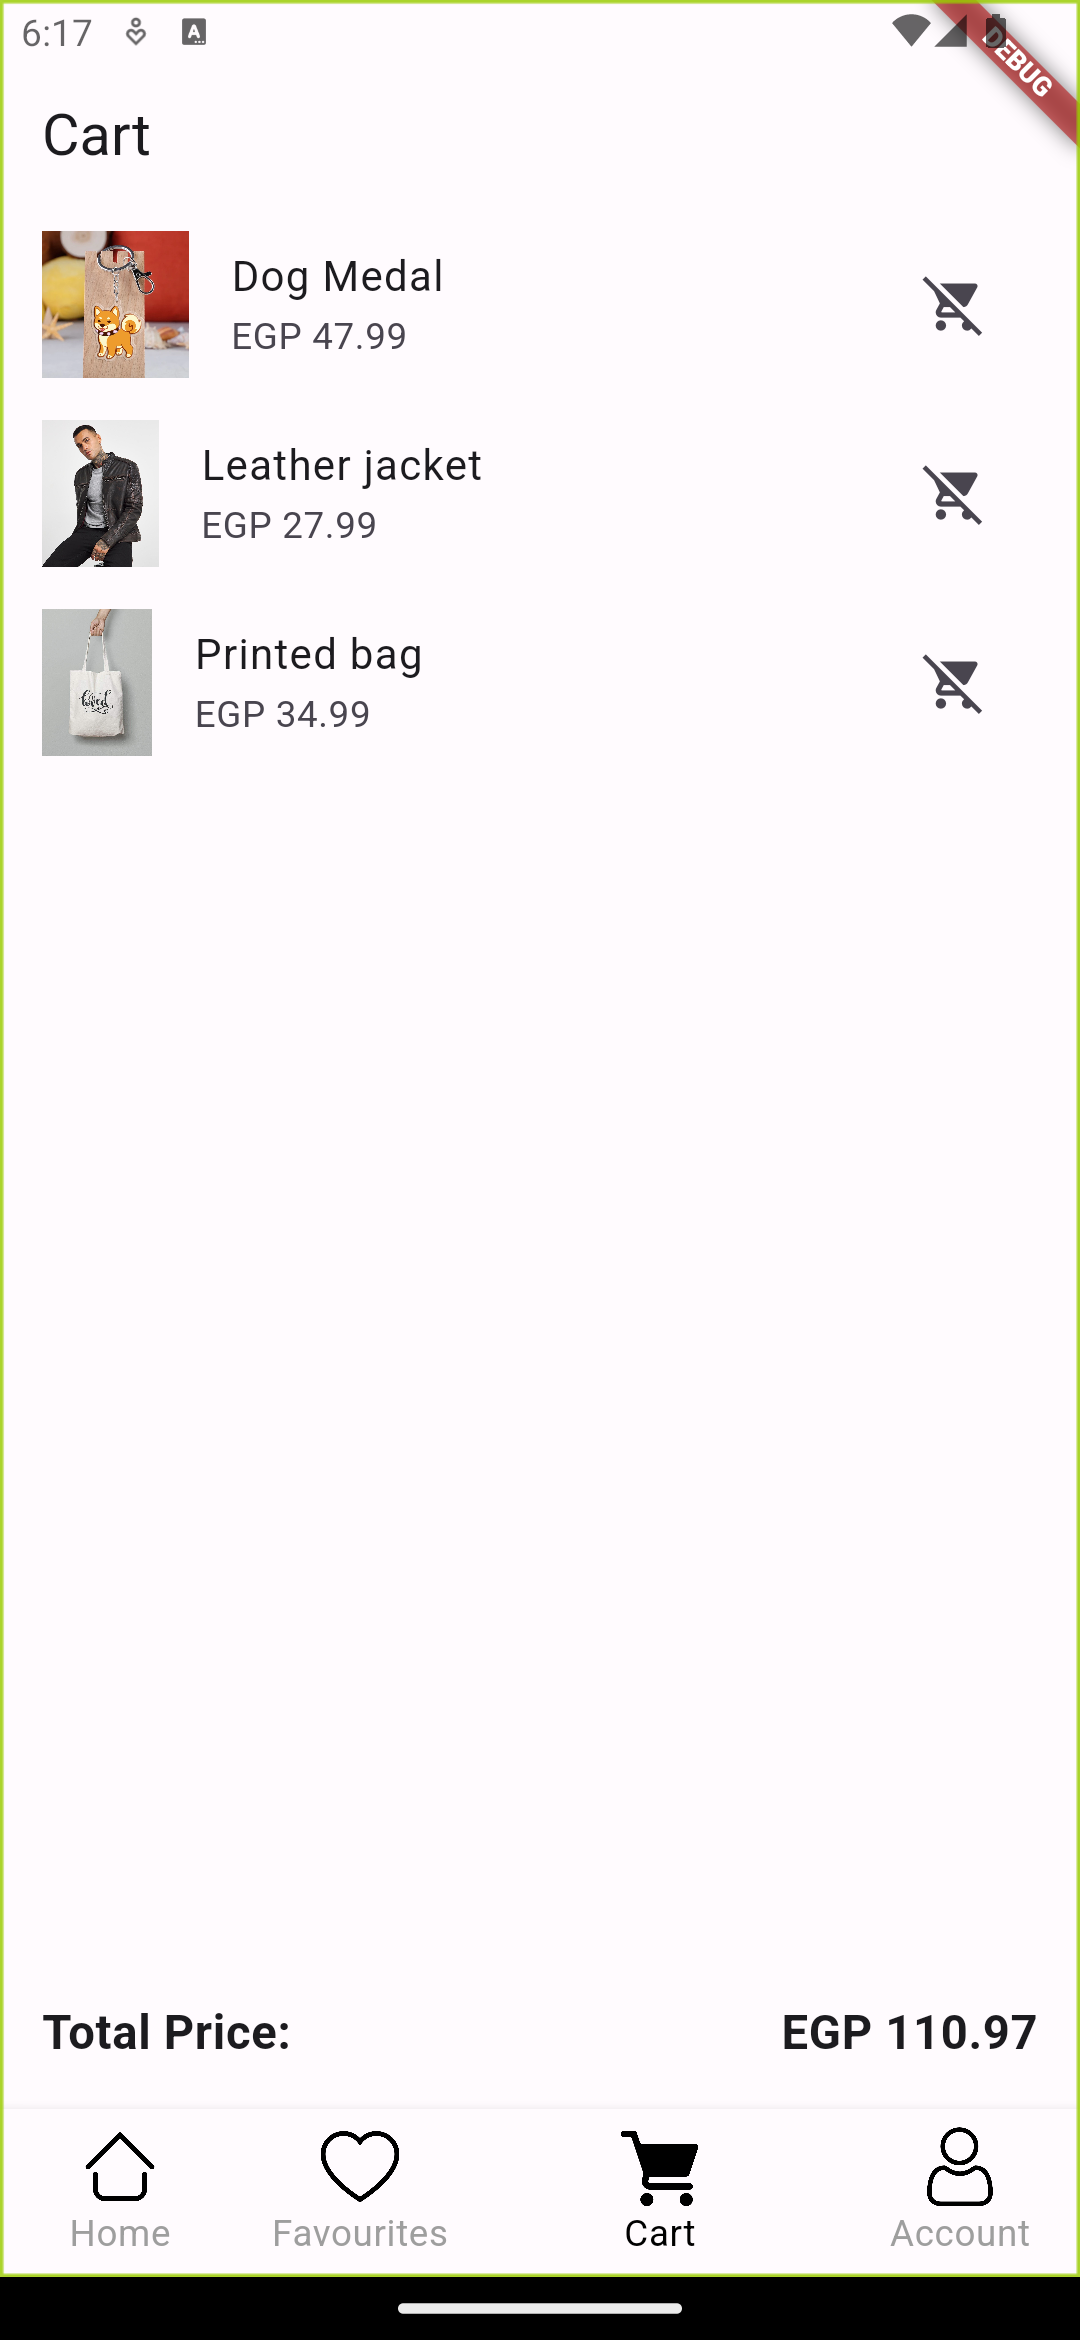 6:17
DEBUG
Cart
Dog Medal
EGP 47.99
Leather jacket
EGP 27.99
loved
Printed bag
EGP 34.99
Total Price: EGP 110.97
Home Favourites Cart Account